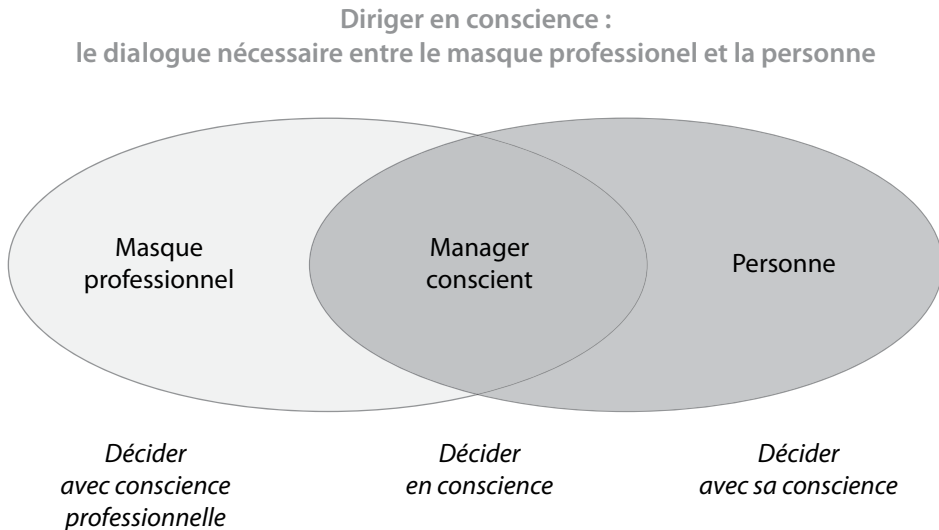 Diriger en conscience :
le dialogue nécessaire entre le masque professionel et la personne
Masque
professionnel
Manager
conscient
Personne
Décider
avec conscience
professionnelle
Décider
en conscience
Décider
avec sa conscience